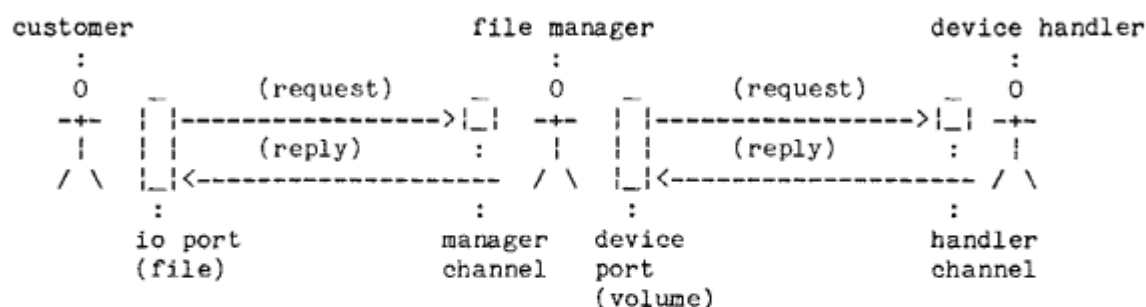 customer file manager device handler
(request) (request)
(reply) (reply)
io port manager device handler
(file) channel port channel
(volume)